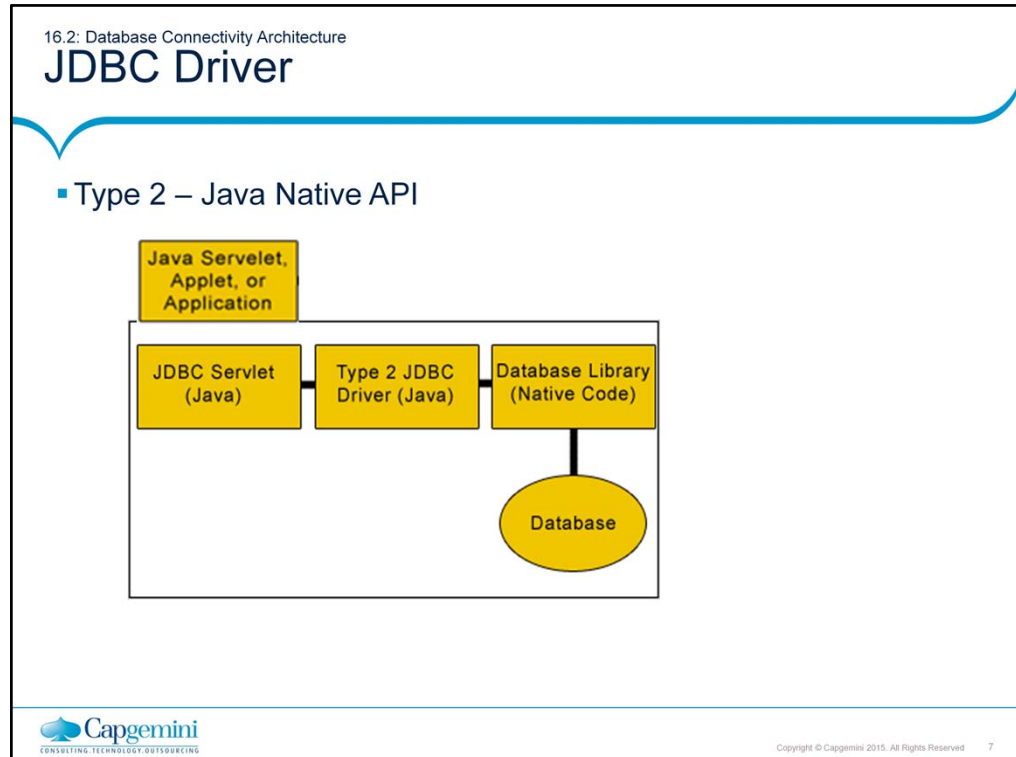 16.2: Database Connectivity Architecture
JDBC Driver
▪ Type 2 – Java Native API
Java Servelet,
Applet, or
Application
JDBC Servlet
(Java)
Type 2 JDBC
Driver (Java)
Database Library
(Native Code)
Database
Capgemini
CONSULTING.TECHNOLOGY.OUTSOURCING
Copyright © Capgemini 2015. All Rights Reserved 7